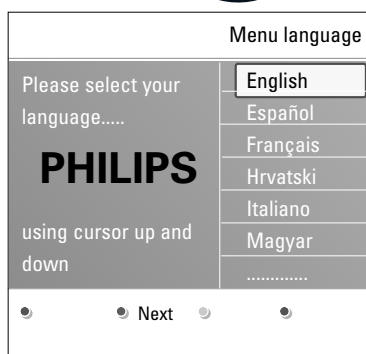 Menu language
Please select your
language.....
PHILIPS
using cursor up and
down
English
Español
Français
Hrvatski
Italiano
Magyar
.............
Next